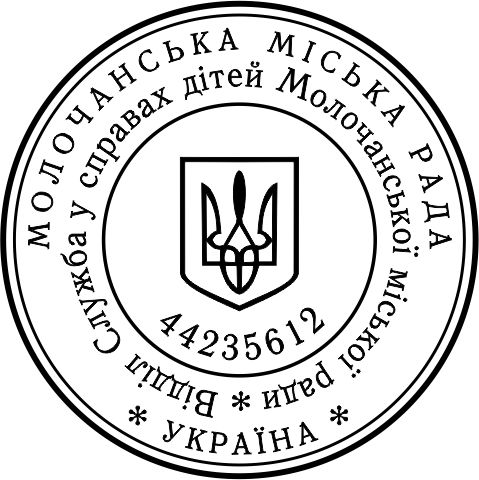 МОЛОЧАНСЬКА МІСЬКА РАДА
* УКРАЇНА *
Відділ Служба у справах дітей Молочанської міської ради *
44235612